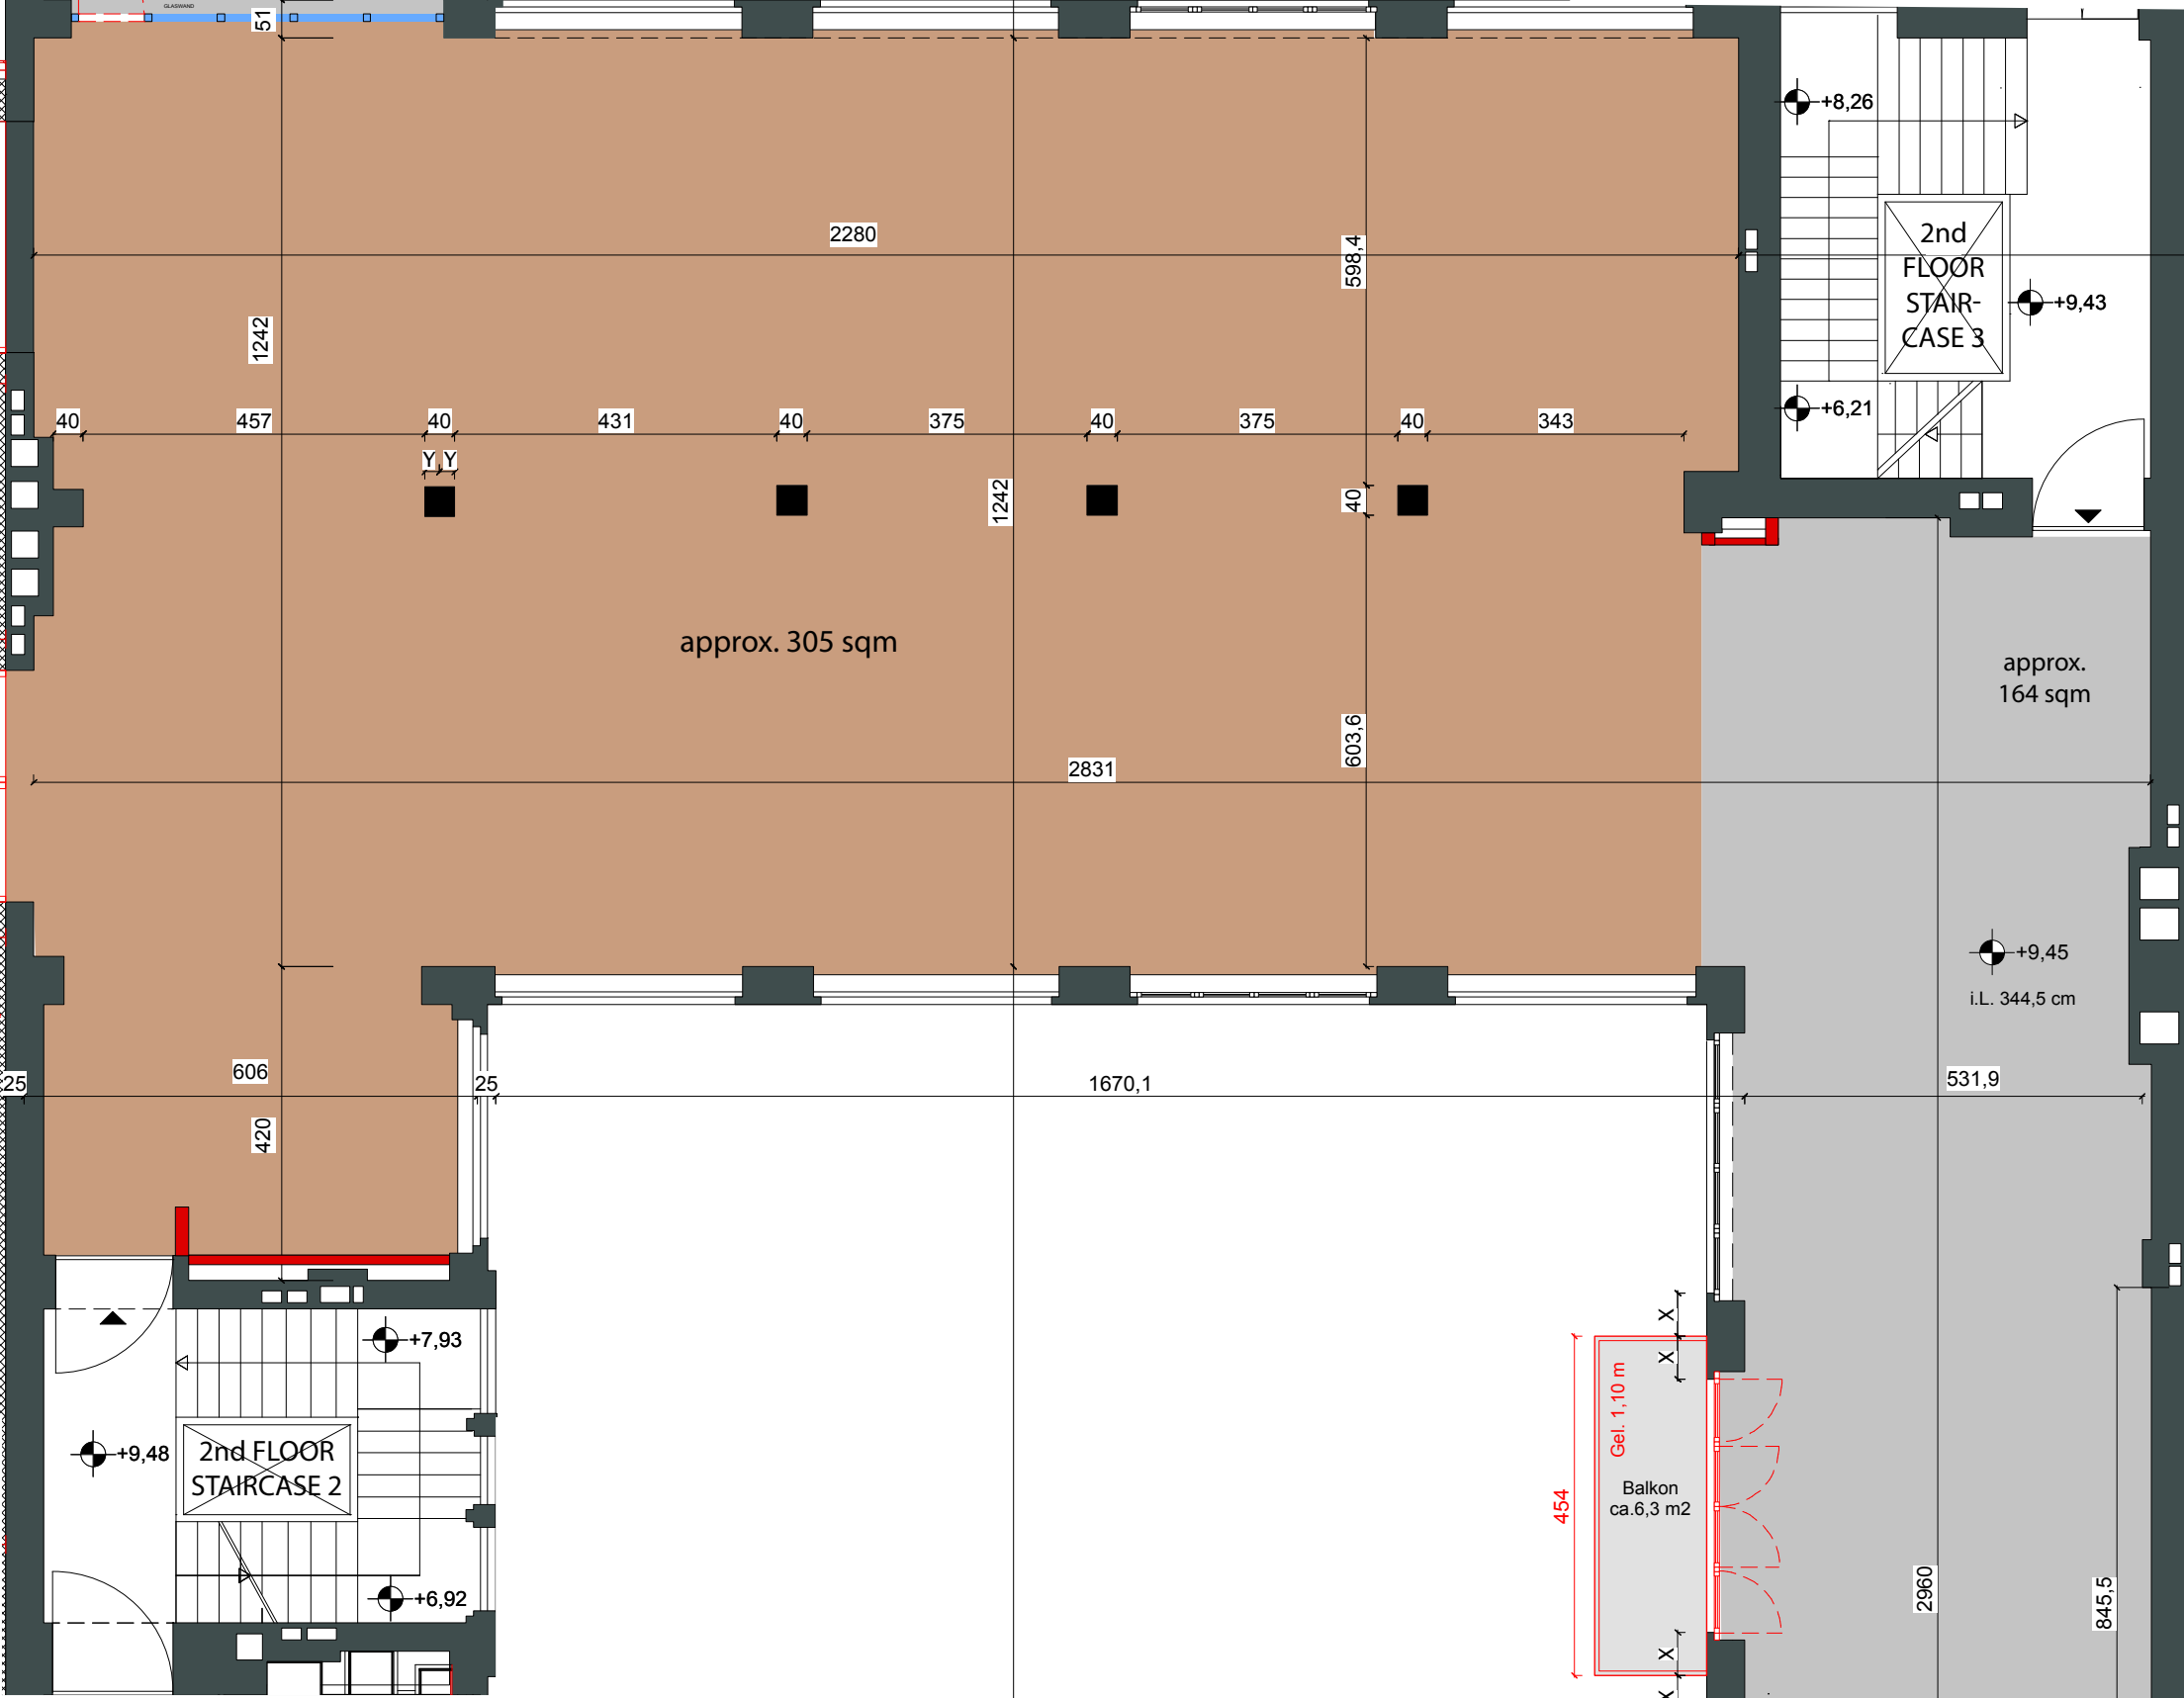 GLASWAND
51
+8,26
2280
598,4
2nd
FLOOR
STAIR-
CASE 3
+9,43
1242
40
457
40
431
40
375
40
375
40
343
+6,21
Y
Y
1242
40
approx. 305 sqm
approx.
164 sqm
603,6
2831
+9,45
i.L. 344,5 cm
606
25
25
1670,1
531,9
420
X
+7,93
X
Gel. 1,10 m
2nd FLOOR
STAIRCASE 2
+9,48
454
Balkon
ca.6,3 m2
+6,92
2960
845,5
X
X